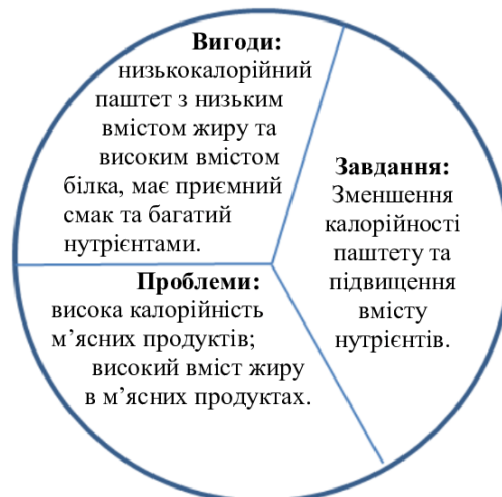 Вигоди:
низькокалорійний
паштет з низьким
вмістом жиру та
високим вмістом
білка, має приємний
смак та багатий
нутрієнтами.
Завдання:
Зменшення
калорійності
паштету та
підвищення
вмісту
нутрієнтів.
Проблеми:
висока калорійність
м’ясних продуктів;
високий вміст жиру
в м’ясних продуктах.